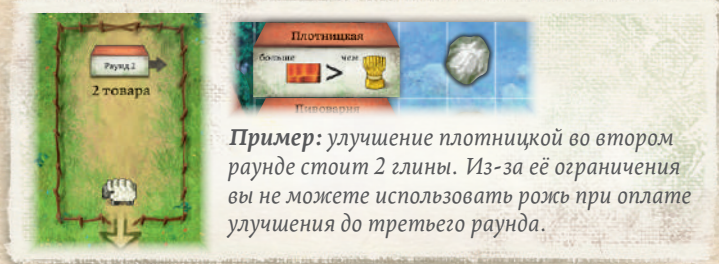 Раунд 2
2 товара
Плотницкая
больше чем
>
Пивоварня
Пример: улучшение плотницкой во втором
раунде стоит 2 глины. Из-за её ограничения
вы не можете использовать рожь при оплате
улучшения до третьего раунда.